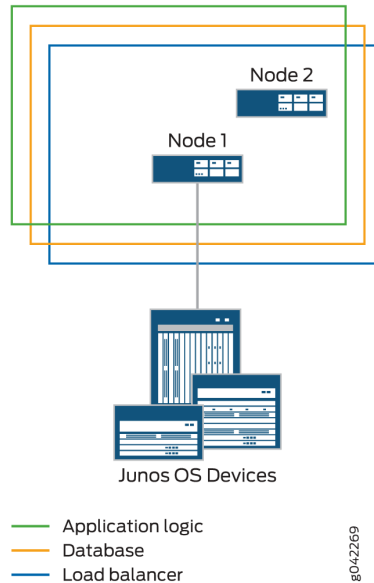 Node 2
Node 1
Junos OS Devices
Application logic
Database
Load balancer
g042269